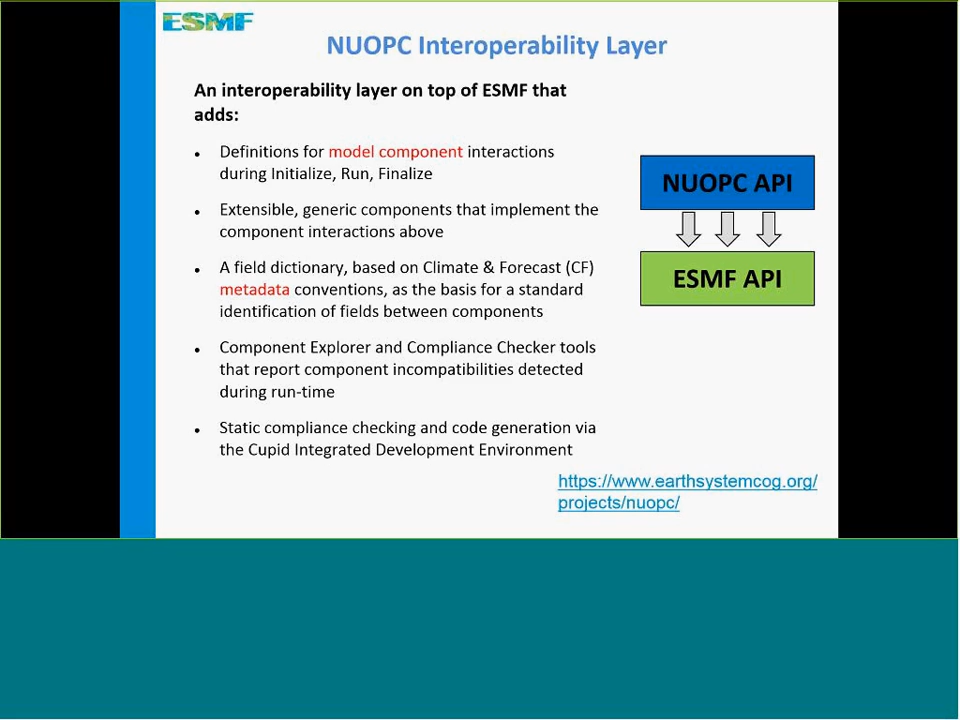 ESMF
NUOPC Interoperability Layer
An interoperability layer on top of ESMF that
adds:
• Definitions for model component interactions
during Initialize, Run, Finalize
• Extensible, generic components that implement the
component interactions above
• A field dictionary, based on Climate & Forecast (CF)
metadata conventions, as the basis for a standard
identification of fields between components
• Component Explorer and Compliance Checker tools
that report component incompatibilities detected
during run-time
• Static compliance checking and code generation via
the Cupid Integrated Development Environment
NUOPC API
ESMF API
https://www.earthsystemcog.org/
projects/nuopc/